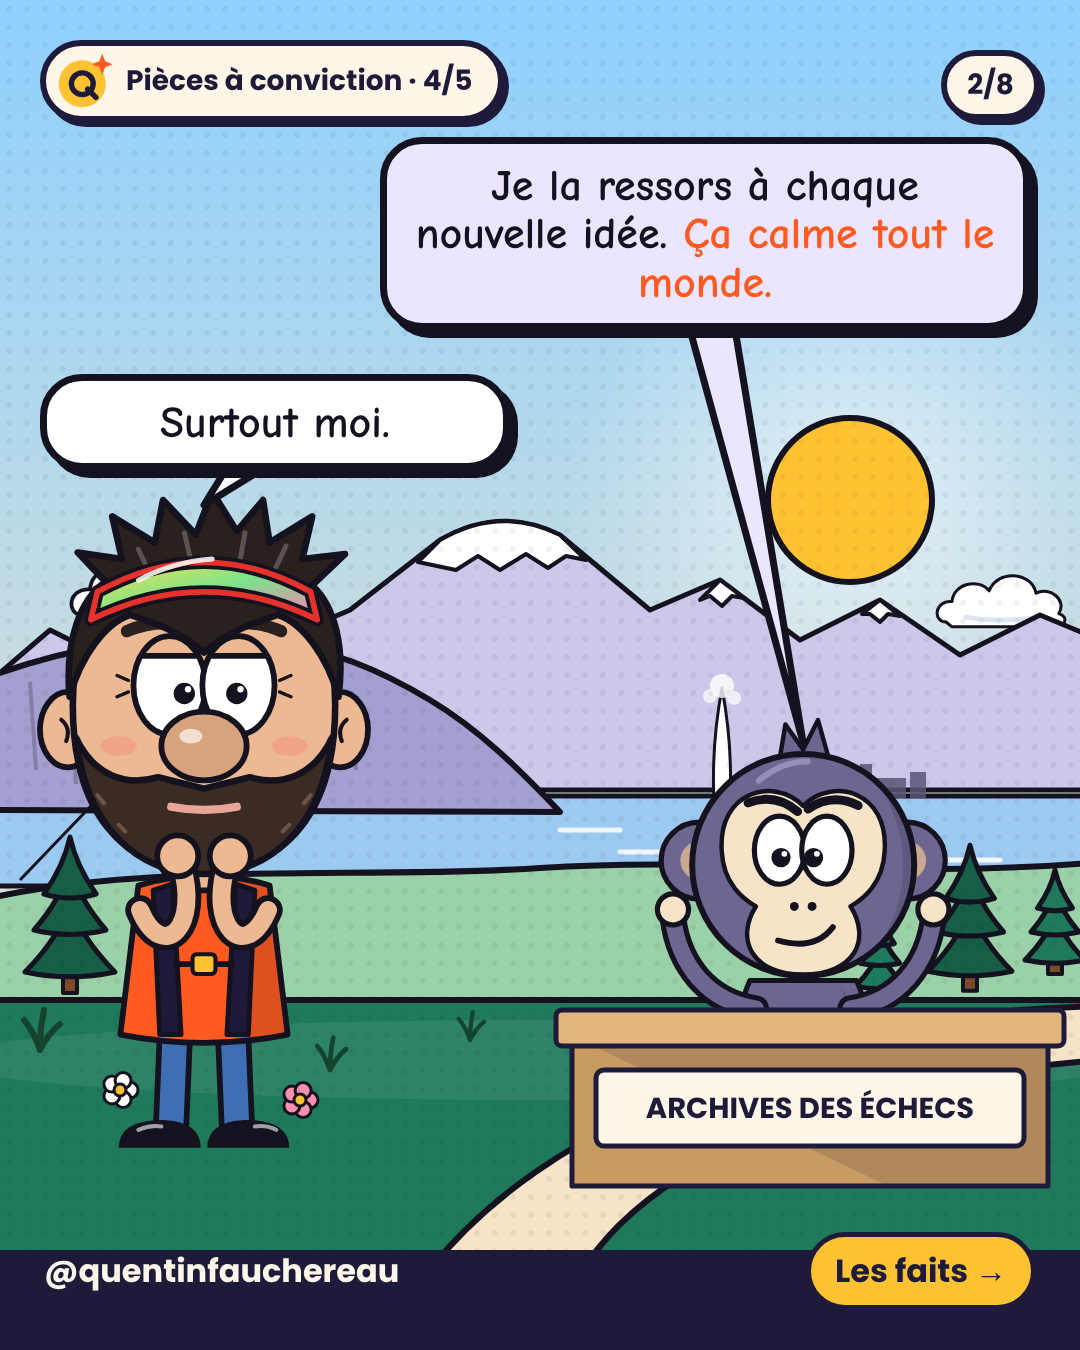 Q Pièces à conviction · 4/5
2/8
Je la ressors à chaque
nouvelle idée. Ça calme tout le
monde.
Surtout moi.
ARCHIVES DES ÉCHECS
@quentinfauchereau
Les faits →